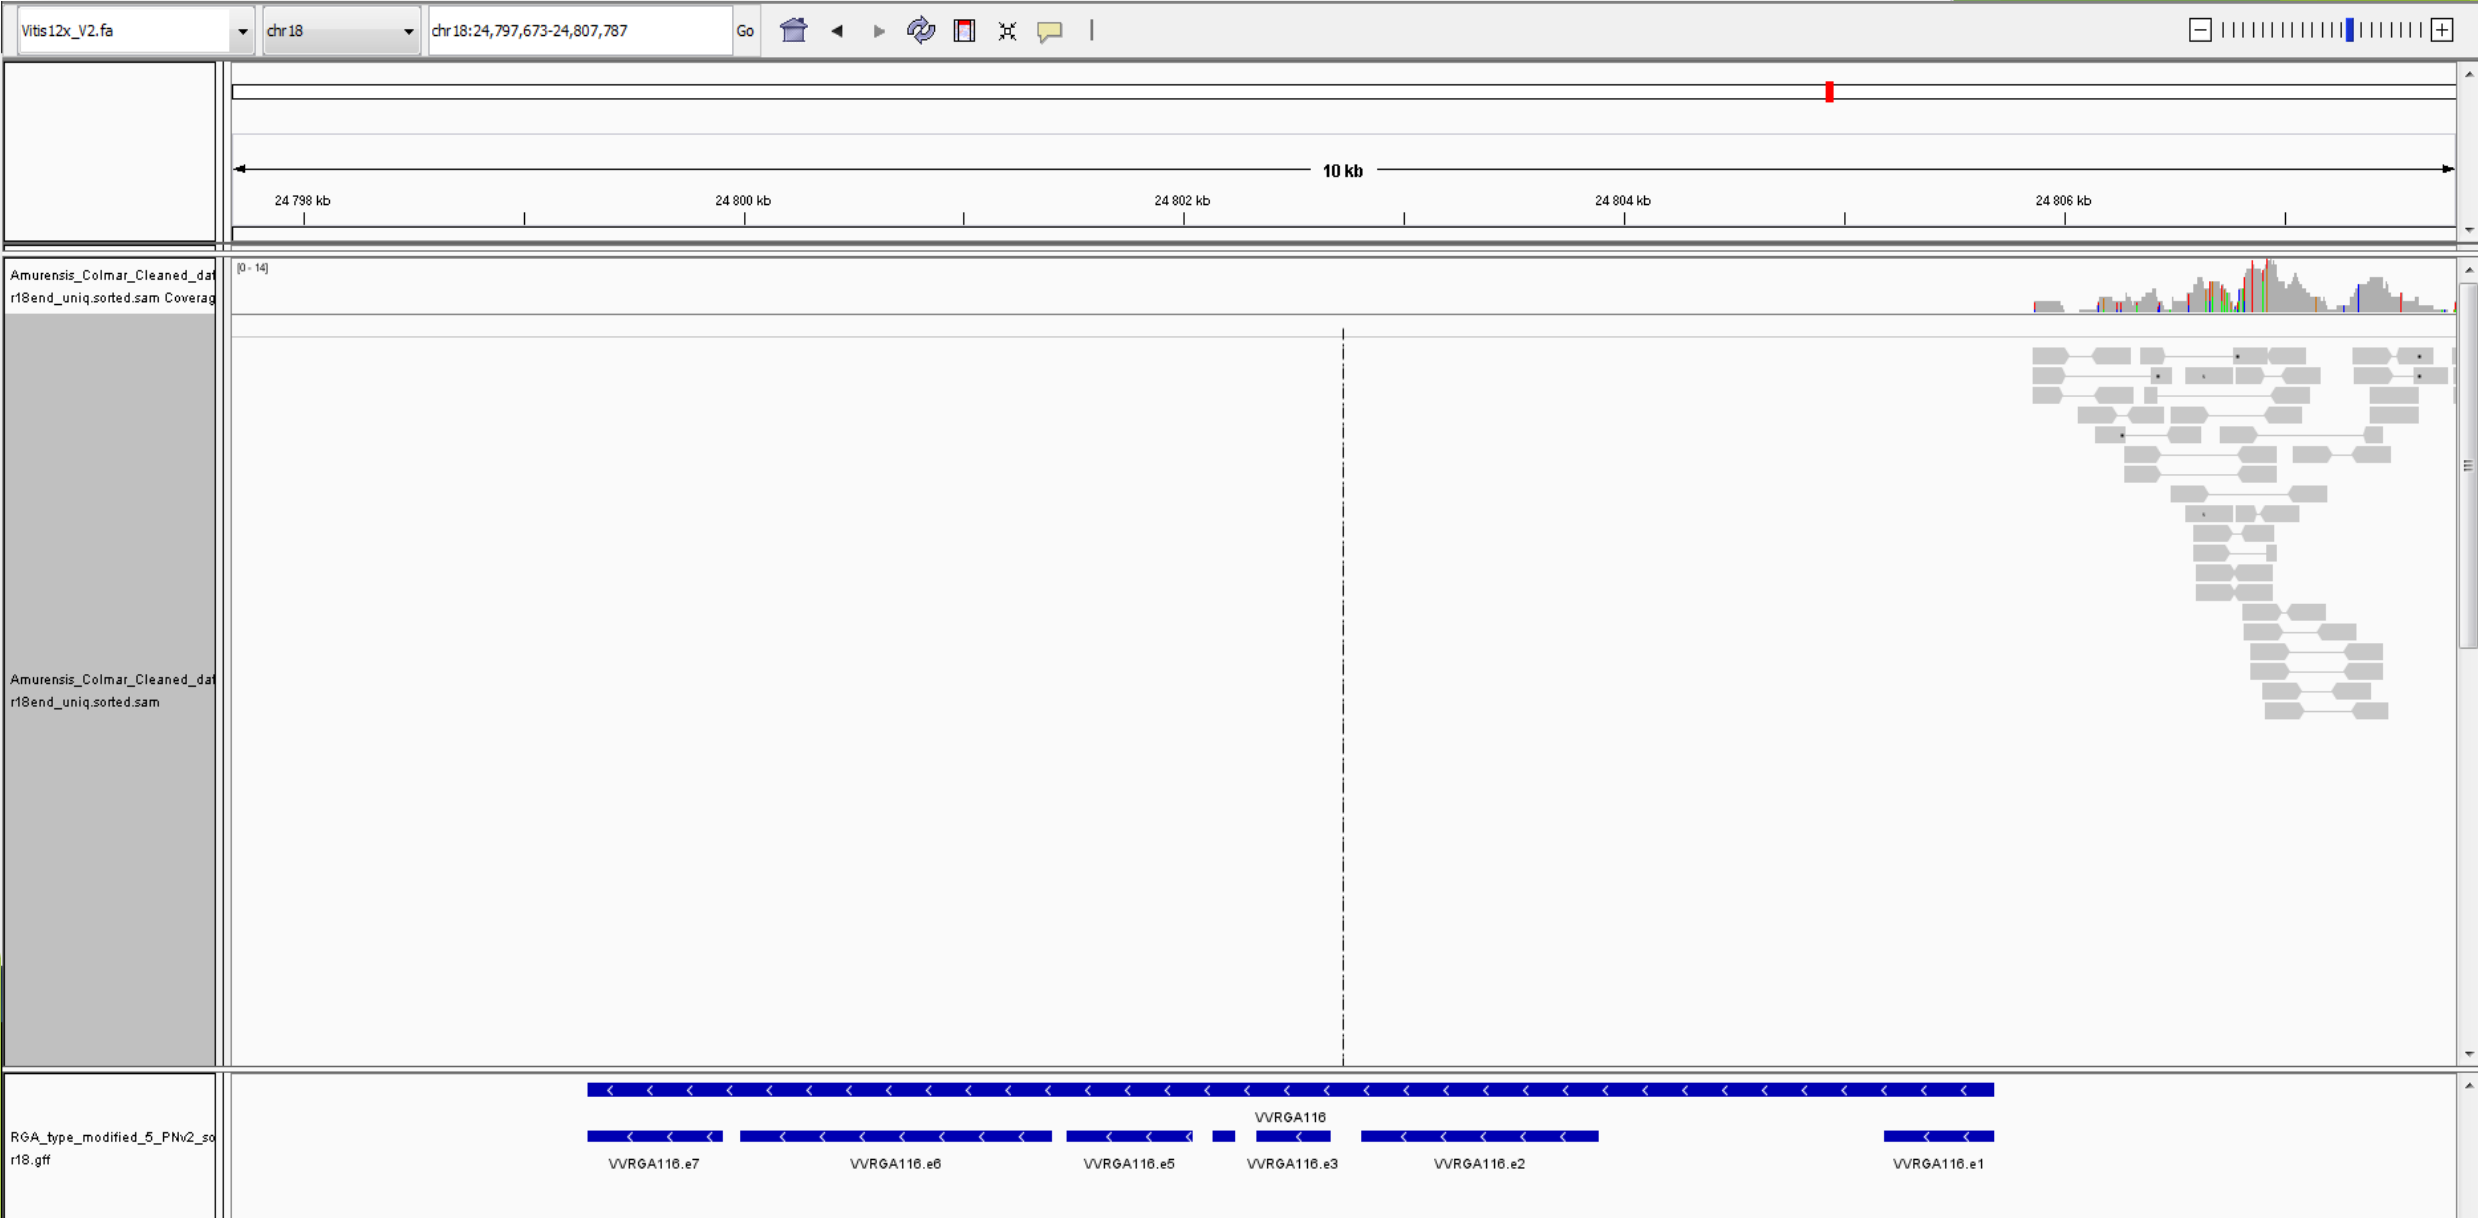 Vitis12x_V2.fa chr18 chr18:24,797,673-24,807,787 Go
10 kb
24 798 kb 24 800 kb 24 802 kb 24 804 kb 24 806 kb
[0 - 14]
Amurensis_Colmar_Cleaned_dat
r18end_uniq.sorted.sam Coverag
Amurensis_Colmar_Cleaned_dat
r18end_uniq.sorted.sam
VVRGA116
RGA_type_modified_5_PNv2_so
r18.gff
VVRGA116.e7 VVRGA116.e6 VVRGA116.e5 VVRGA116.e3 VVRGA116.e2 VVRGA116.e1